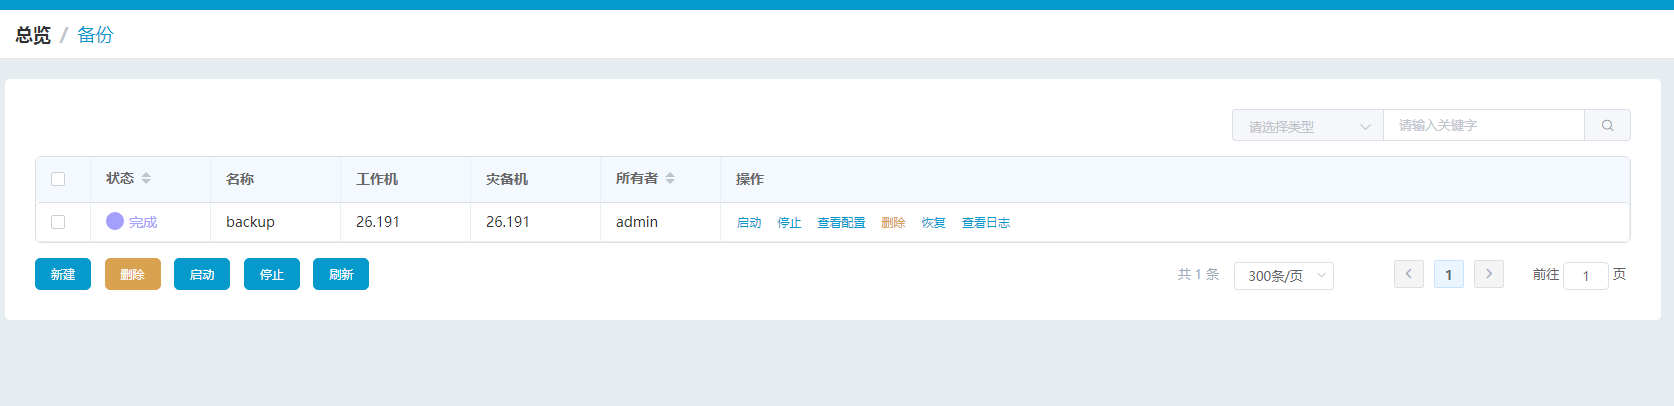 总览 / 备份
请选择类型 请输入关键字
状态 名称 工作机 灾备机 所有者 操作
完成 backup 26.191 26.191 admin 启动 停止 查看配置 删除 恢复 查看日志
新建 删除 启动 停止 刷新 共 1 条 300条/页 1 前往 1 页